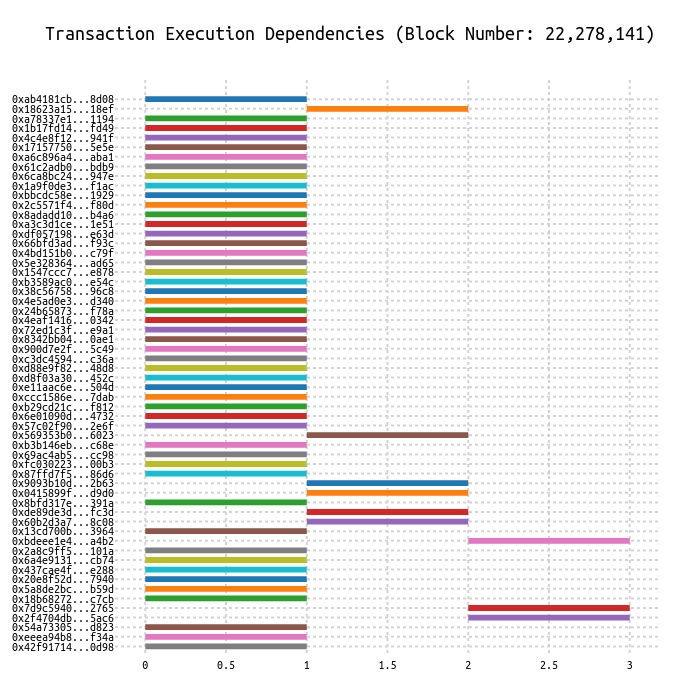 Transaction Execution Dependencies (Block Number: 22,278,141)
0xab4181cb...8d08
0x18623a15...18ef
0xa78337e1...1194
0x1b17fd14...fd49
0x4c4e8f12...941f
0x17157750...5e5e
0xa6c896a4...aba1
0x61c2adb0...bdb9
0x6ca8bc24...947e
0x1a9f0de3...f1ac
0xbbcdc58e...1929
0x2c5571f4...f80d
0x8adadd10...b4a6
0xa3c3d1ce...1e51
0xdf057198...e63d
0x66bfd3ad...f93c
0x4bd151b0...c79f
0x5e328364...ad65
0x1547ccc7...e878
0xb3589ac0...e54c
0x38c56758...96c8
0x4e5ad0e3...d340
0x24b65873...f78a
0x4eaf1416...0342
0x72ed1c3f...e9a1
0x8342bb04...0ae1
0x900d7e2f...5c49
0xc3dc4594...c36a
0xd88e9f82...48d8
0xd8f03a30...452c
0xe11aac6e...504d
0xccc1586e...7dab
0xb29cd21c...f812
0x6e01090d...4732
0x57c02f90...2e6f
0x569353b0...6023
0xb3b146eb...c68e
0x69ac4ab5...cc98
0xfc030223...00b3
0x87ffd7f5...86d6
0x9093b10d...2b63
0x0415899f...d9d0
0x8bfd317e...391a
0xde89de3d...fc3d
0x60b2d3a7...8c08
0x13cd700b...3964
0xbdeee1e4...a4b2
0x2a8c9ff5...101a
0x6a4e9131...cb74
0x437cae4f...e288
0x20e8f52d...7940
0x5a8de2bc...b59d
0x18b68272...c7cb
0x7d9c5940...2765
0x2f4704db...5ac6
0x54a73305...d823
0xeeea94b8...f34a
0x42f91714...0d98
0 0.5 1 1.5 2 2.5 3